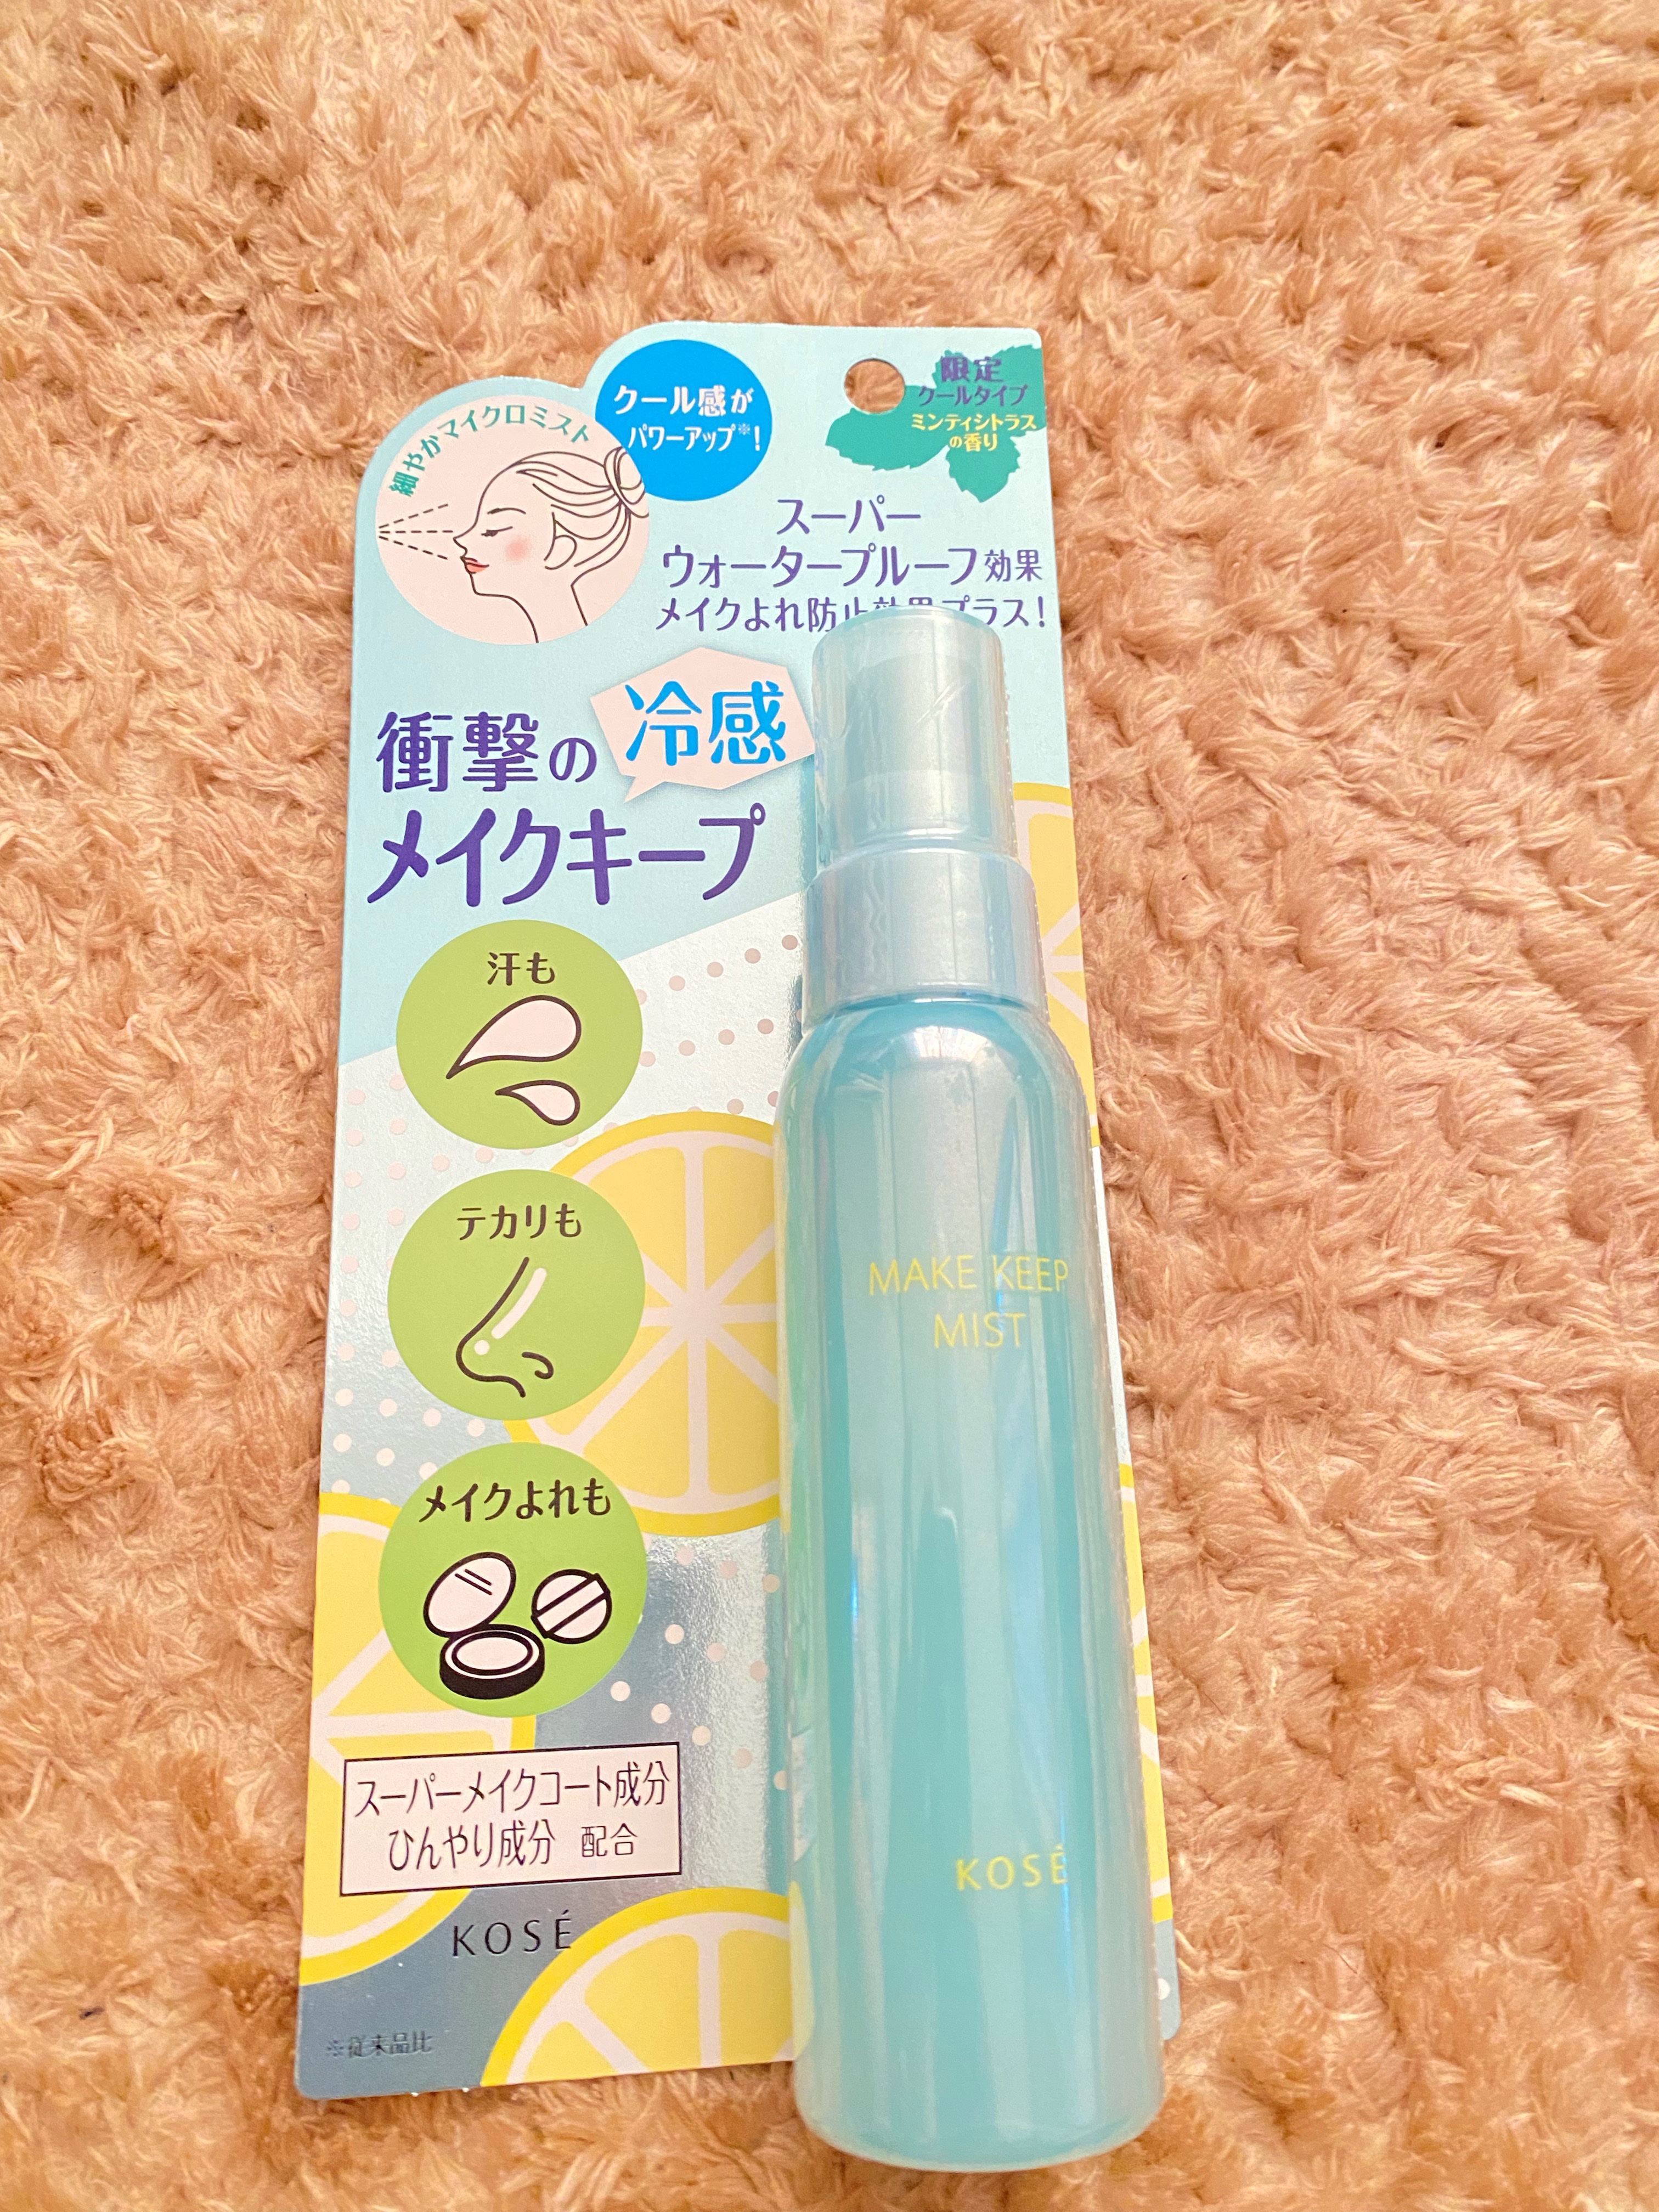 細やかマイクロミスト
クール感が
パワーアップ※!
限定
クールタイプ
ミンティシトラス
の香り
スーパー
ウォータープルーフ効果
メイクよれ防止効果プラス!
衝撃の冷感
メイクキープ
汗も
テカリも
メイクよれも
スーパーメイクコート成分
ひんやり成分 配合
KOSÉ
※従来品比
MAKE KEEP
MIST
KOSÉ